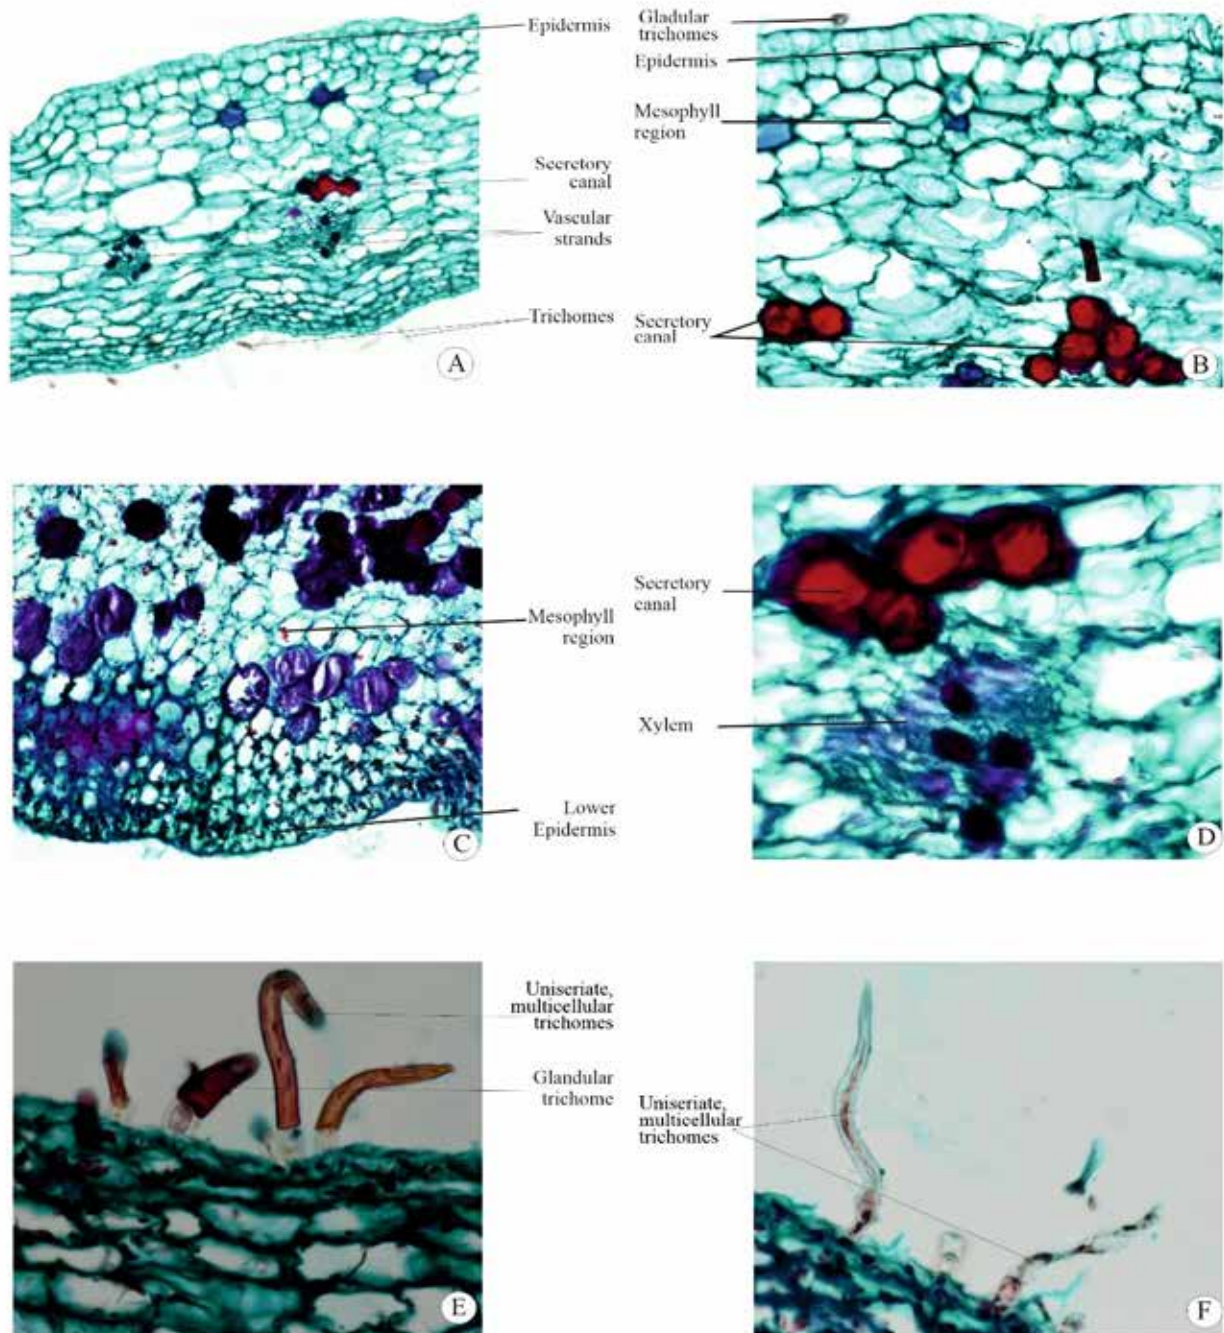 Epidermis
Secretory
canal
Vascular
strands
Trichomes
A
Gladular
trichomes
Epidermis
Mesophyll
region
Secretory
canal
B
Mesophyll
region
Lower
Epidermis
C
Secretory
canal
Xylem
D
Uniseriate,
multicellular
trichomes
Glandular
trichome
E
Uniseriate,
multicellular
trichomes
F